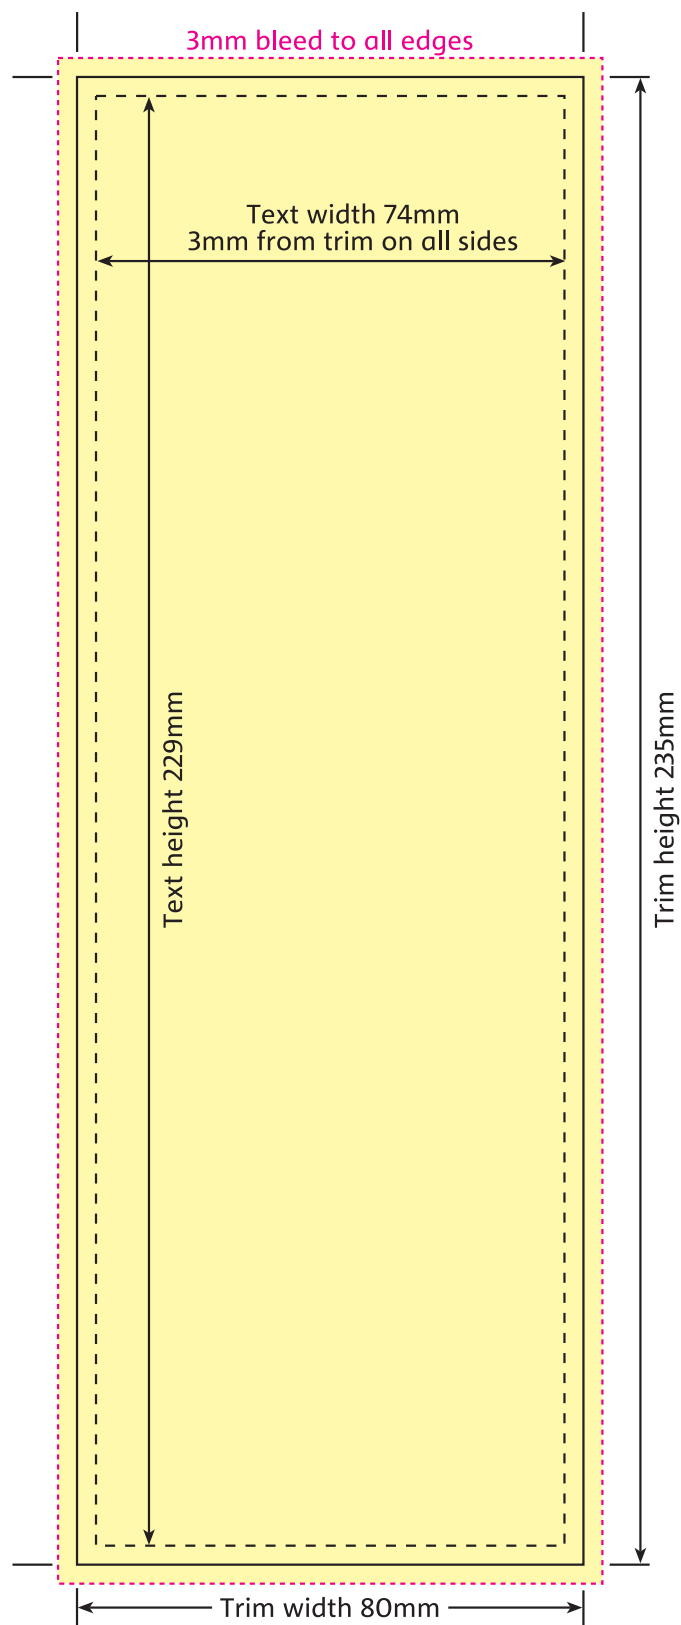 3mm bleed to all edges
Text width 74mm
3mm from trim on all sides
Text height 229mm
Trim height 235mm
Trim width 80mm